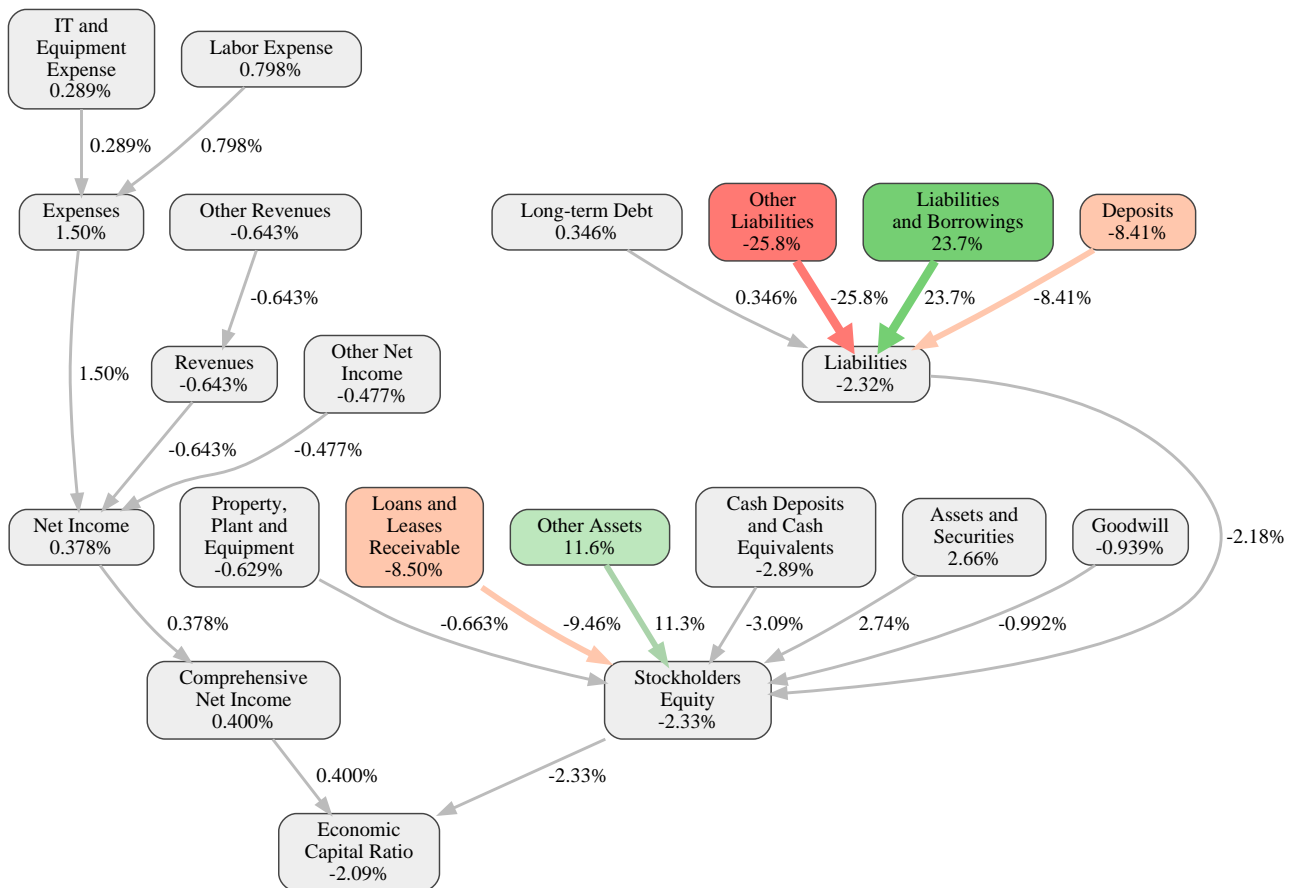 IT and
Equipment
Expense
0.289%
Labor Expense
0.798%
0.289%
0.798%
Expenses
1.50%
Other Revenues
-0.643%
Long-term Debt
0.346%
Other
Liabilities
-25.8%
Liabilities
and Borrowings
23.7%
Deposits
-8.41%
-0.643%
0.346%
-25.8%
23.7%
-8.41%
Revenues
-0.643%
Other Net
Income
-0.477%
Liabilities
-2.32%
1.50%
-0.643%
-0.477%
Net Income
0.378%
Property,
Plant and
Equipment
-0.629%
Loans and
Leases
Receivable
-8.50%
Other Assets
11.6%
Cash Deposits
and Cash
Equivalents
-2.89%
Assets and
Securities
2.66%
Goodwill
-0.939%
-2.18%
0.378%
-0.663%
-9.46%
11.3%
-3.09%
2.74%
-0.992%
Comprehensive
Net Income
0.400%
Stockholders
Equity
-2.33%
0.400%
-2.33%
Economic
Capital Ratio
-2.09%